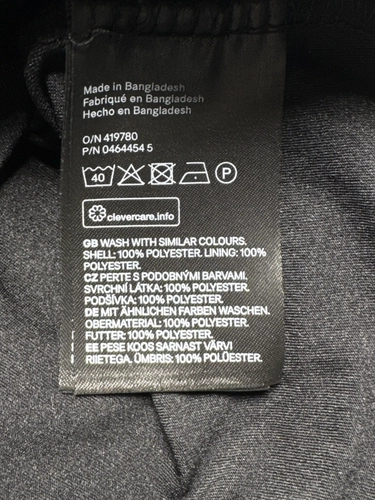 Made in Bangladesh
Fabriqué en Bangladesh
Hecho en Bangladesh
O/N 419780
P/N 0464454 5
40 P
clevercare.info
GB WASH WITH SIMILAR COLOURS.
SHELL: 100% POLYESTER. LINING: 100%
POLYESTER.
CZ PERTE S PODOBNÝMI BARVAMI.
SVRCHNÍ LÁTKA: 100% POLYESTER.
PODŠÍVKA: 100% POLYESTER.
DE MIT ÄHNLICHEN FARBEN WASCHEN.
OBERMATERIAL: 100% POLYESTER.
FUTTER: 100% POLYESTER.
EE PESE KOOS SARNAST VÄRVI
RIIETEGA. ÜMBRIS: 100% POLÜESTER.